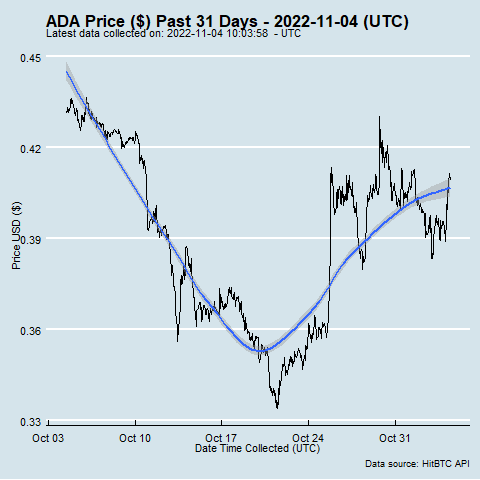 ADA Price ($) Past 31 Days - 2022-11-04 (UTC)
Latest data collected on: 2022-11-04 10:03:58 - UTC
0.45
0.42
0.39
0.36
0.33
Price USD ($)
Oct 03 Oct 10 Oct 17 Oct 24 Oct 31
Date Time Collected (UTC)
Data source: HitBTC API